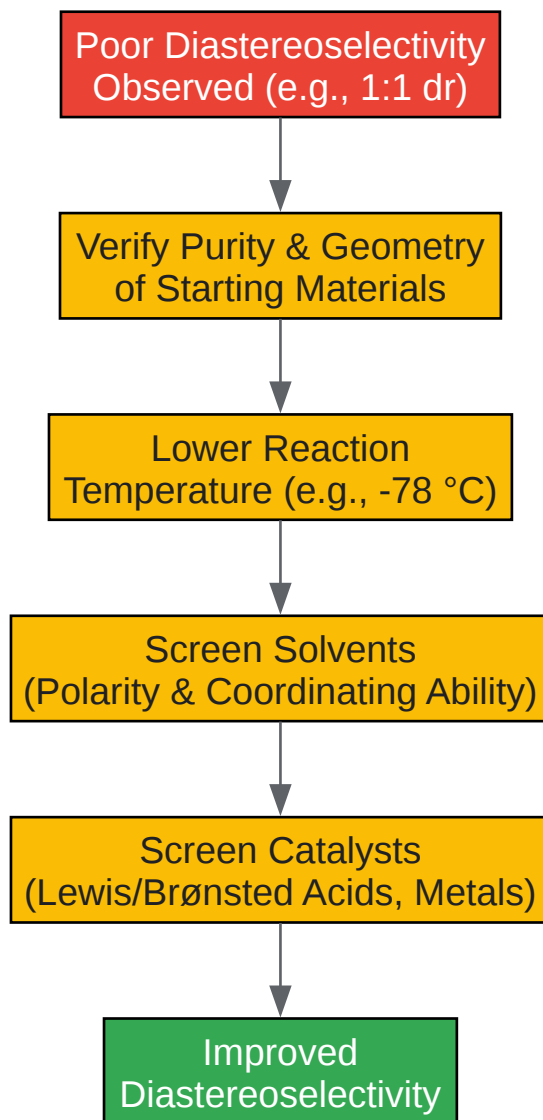 Poor Diastereoselectivity
Observed (e.g., 1:1 dr)
Verify Purity & Geometry
of Starting Materials
Lower Reaction
Temperature (e.g., -78 °C)
Screen Solvents
(Polarity & Coordinating Ability)
Screen Catalysts
(Lewis/Brønsted Acids, Metals)
Improved
Diastereoselectivity